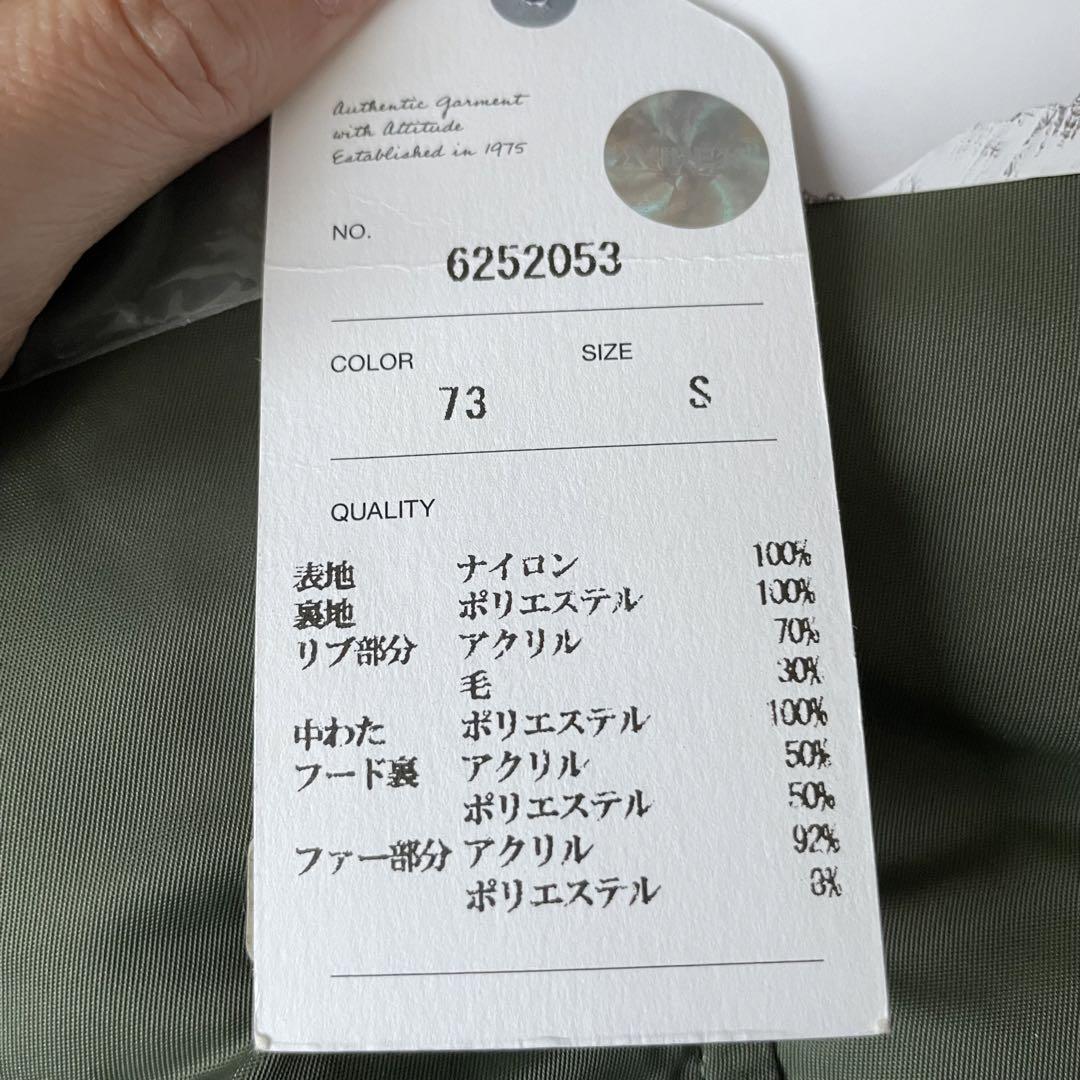 Authentic garment
with Attitude
Established in 1975
NO.
6252053
COLOR SIZE
73 S
QUALITY
表地 ナイロン 100%
裏地 ポリエステル 100%
リブ部分 アクリル 70%
毛 30%
中わた ポリエステル 100%
フード裏 アクリル 50%
ポリエステル 50%
ファー部分 アクリル 92%
ポリエステル 8%